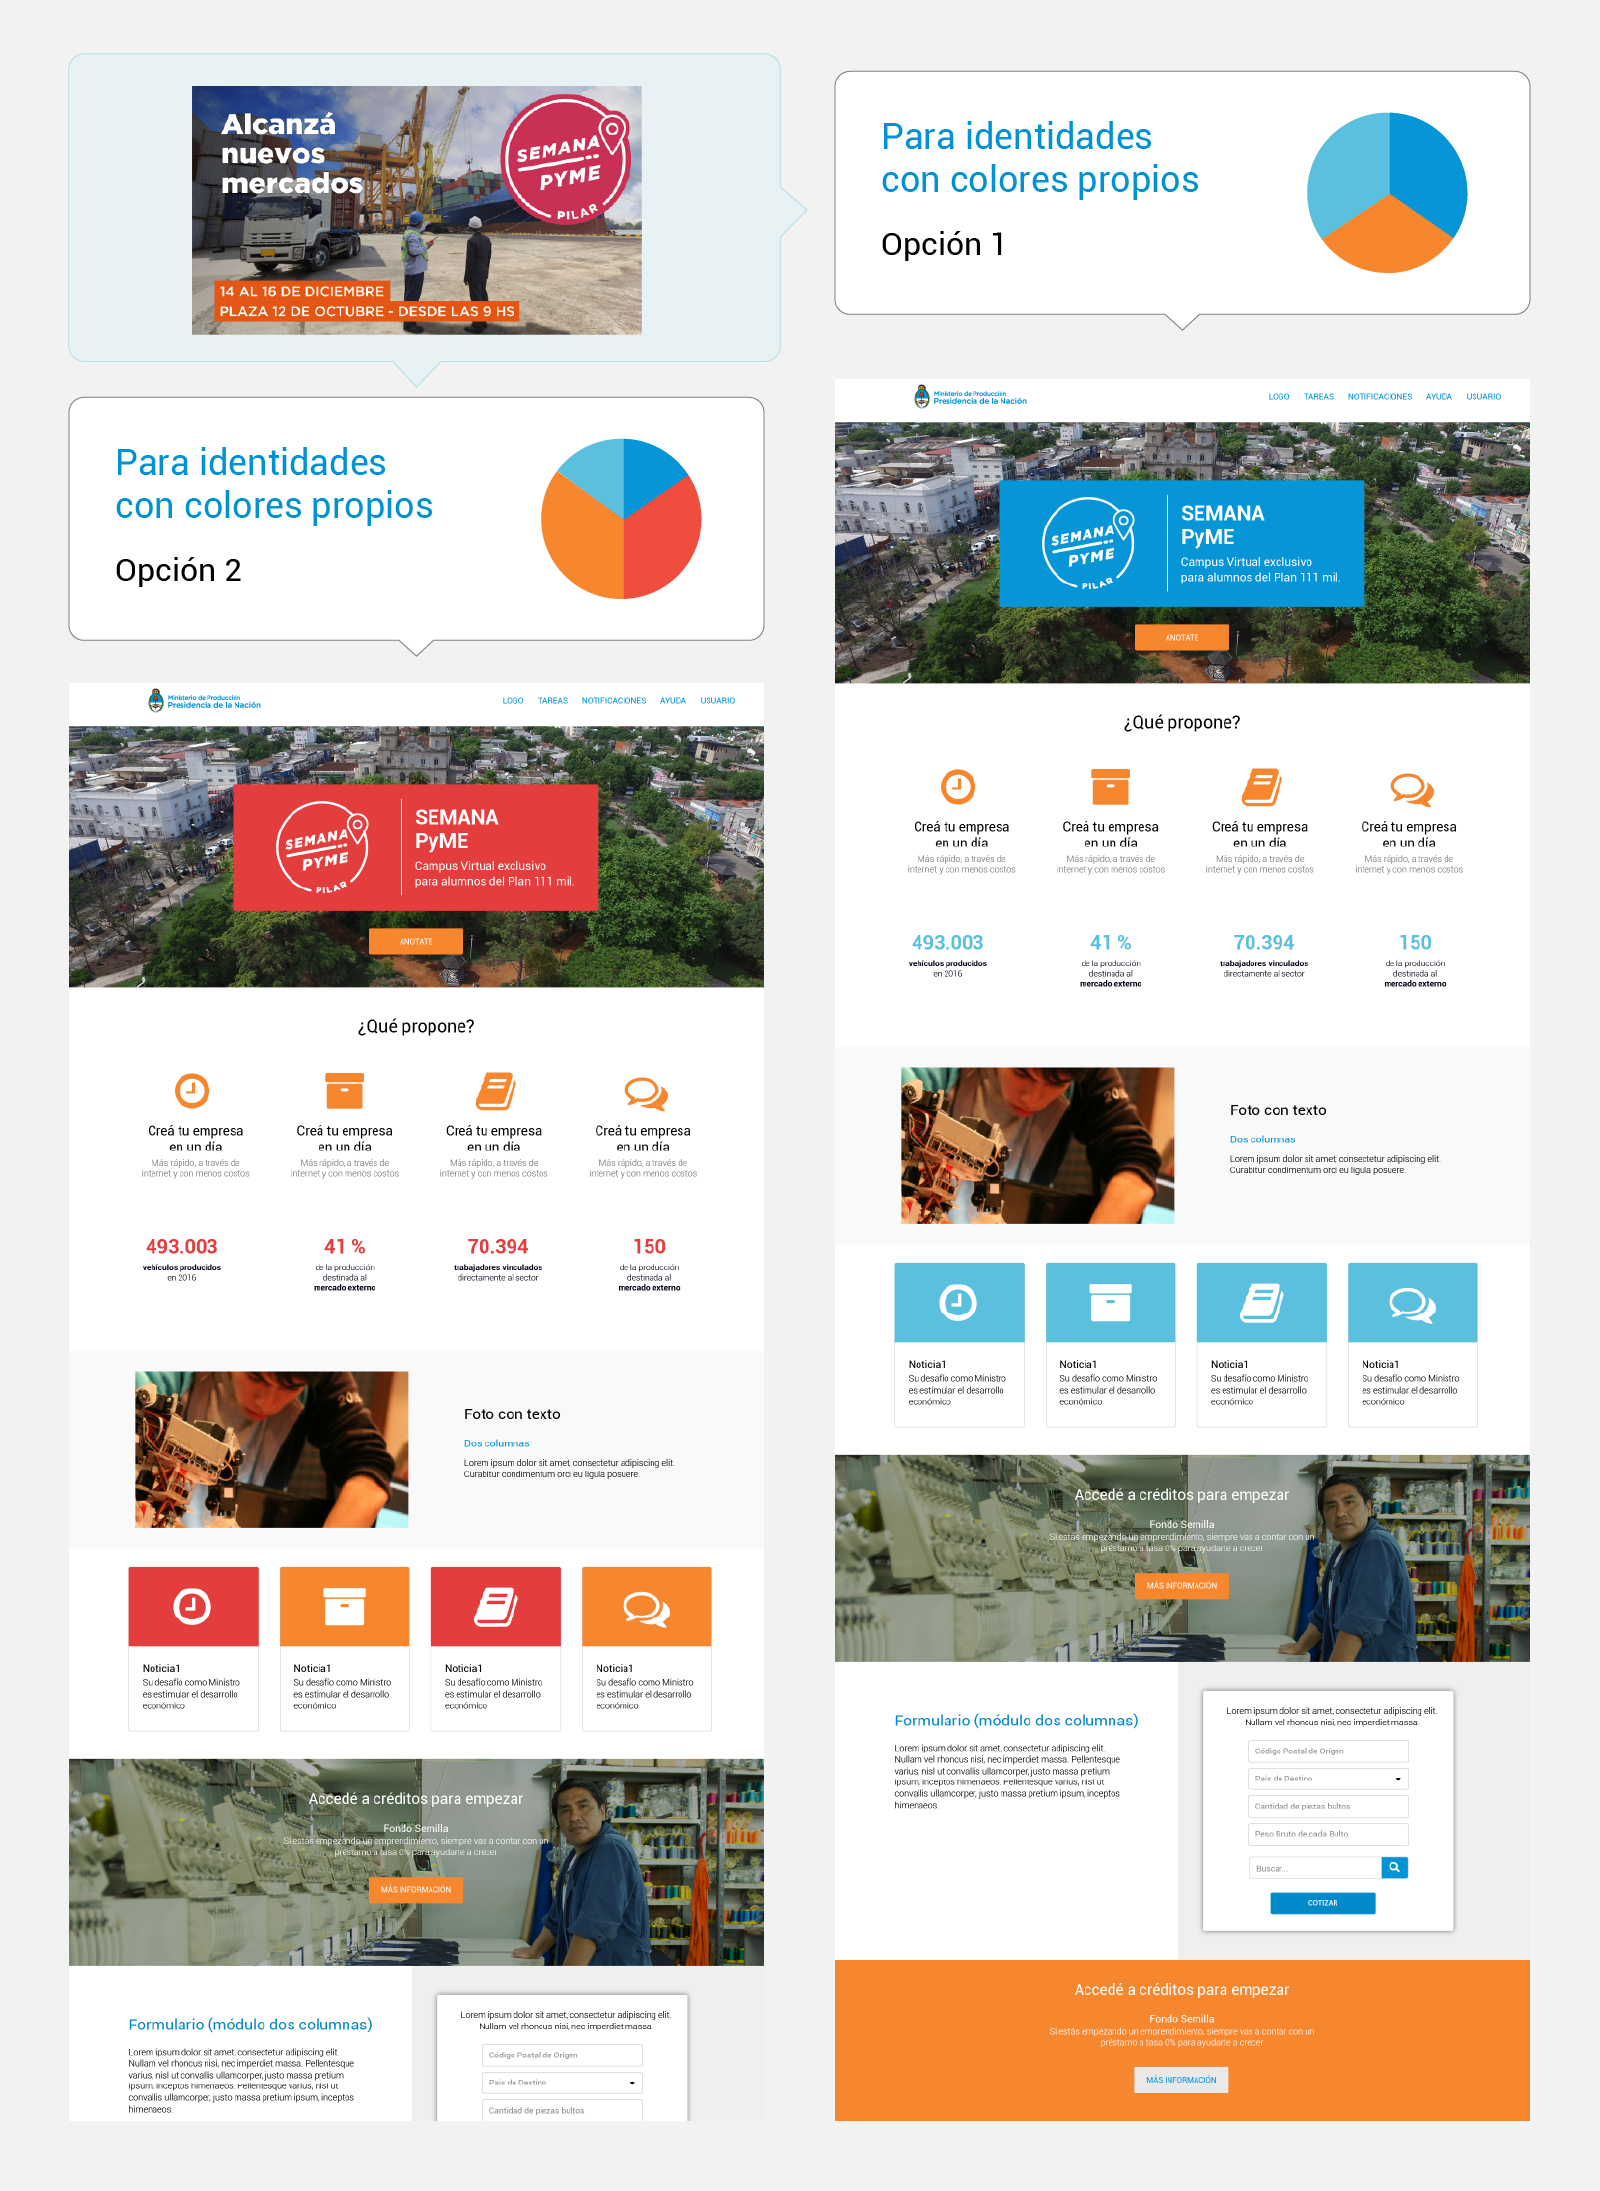 Alcanzá
nuevos
mercados
SEMANA
PYME
PILAR
14 AL 16 DE DICIEMBRE
PLAZA 12 DE OCTUBRE - DESDE LAS 9 HS
Para identidades
con colores propios
Opción 1
Para identidades
con colores propios
Opción 2
Ministerio de Producción
Presidencia de la Nación
LOGO TAREAS NOTIFICACIONES AYUDA USUARIO
SEMANA
PYME
PILAR
SEMANA
PyME
Campus Virtual exclusivo
para alumnos del Plan 111 mil.
ANOTATE
¿Qué propone?
Creá tu empresa
en un día
Más rápido, a través de
internet y con menos costos
Creá tu empresa
en un día
Más rápido, a través de
internet y con menos costos
Creá tu empresa
en un día
Más rápido, a través de
internet y con menos costos
Creá tu empresa
en un día
Más rápido, a través de
internet y con menos costos
493.003
vehículos producidos
en 2016
41 %
de la producción
destinada al
mercado externo
70.394
trabajadores vinculados
directamente al sector
150
de la producción
destinada al
mercado externo
Foto con texto
Dos columnas
Lorem ipsum dolor sit amet, consectetur adipiscing elit.
Curabitur condimentum orci eu ligula posuere.
Noticia1
Su desafío como Ministro
es estimular el desarrollo
económico
Noticia1
Su desafío como Ministro
es estimular el desarrollo
económico
Noticia1
Su desafío como Ministro
es estimular el desarrollo
económico
Noticia1
Su desafío como Ministro
es estimular el desarrollo
económico
Accedé a créditos para empezar
Fondo Semilla
Si estás empezando un emprendimiento, siempre vas a contar con un
préstamo a tasa 0% para ayudarte a crecer
MÁS INFORMACIÓN
Formulario (módulo dos columnas)
Lorem ipsum dolor sit amet, consectetur adipiscing elit.
Nullam vel rhoncus nisi, nec imperdiet massa. Pellentesque
varius, nisl ut convallis ullamcorper, justo massa pretium
ipsum, inceptos himenaeos. Pellentesque varius, nisl ut
convallis ullamcorper, justo massa pretium ipsum, inceptos
himenaeos.
Lorem ipsum dolor sit amet, consectetur adipiscing elit.
Nullam vel rhoncus nisi, nec imperdiet massa.
Código Postal de Origen
País de Destino
Cantidad de piezas bultos
Ministerio de Producción
Presidencia de la Nación
LOGO TAREAS NOTIFICACIONES AYUDA USUARIO
SEMANA
PYME
PILAR
SEMANA
PyME
Campus Virtual exclusivo
para alumnos del Plan 111 mil.
ANOTATE
¿Qué propone?
Creá tu empresa
en un día
Más rápido, a través de
internet y con menos costos
Creá tu empresa
en un día
Más rápido, a través de
internet y con menos costos
Creá tu empresa
en un día
Más rápido, a través de
internet y con menos costos
Creá tu empresa
en un día
Más rápido, a través de
internet y con menos costos
493.003
vehículos producidos
en 2016
41 %
de la producción
destinada al
mercado externo
70.394
trabajadores vinculados
directamente al sector
150
de la producción
destinada al
mercado externo
Foto con texto
Dos columnas
Lorem ipsum dolor sit amet, consectetur adipiscing elit.
Curabitur condimentum orci eu ligula posuere.
Noticia1
Su desafío como Ministro
es estimular el desarrollo
económico
Noticia1
Su desafío como Ministro
es estimular el desarrollo
económico
Noticia1
Su desafío como Ministro
es estimular el desarrollo
económico
Noticia1
Su desafío como Ministro
es estimular el desarrollo
económico
Accedé a créditos para empezar
Fondo Semilla
Si estás empezando un emprendimiento, siempre vas a contar con un
préstamo a tasa 0% para ayudarte a crecer
MÁS INFORMACIÓN
Formulario (módulo dos columnas)
Lorem ipsum dolor sit amet, consectetur adipiscing elit.
Nullam vel rhoncus nisi, nec imperdiet massa. Pellentesque
varius, nisl ut convallis ullamcorper, justo massa pretium
ipsum, inceptos himenaeos. Pellentesque varius, nisl ut
convallis ullamcorper, justo massa pretium ipsum, inceptos
himenaeos.
Lorem ipsum dolor sit amet, consectetur adipiscing elit.
Nullam vel rhoncus nisi, nec imperdiet massa.
Código Postal de Origen
País de Destino
Cantidad de piezas bultos
Peso Bruto de cada Bulto
Buscar...
COTIZAR
Accedé a créditos para empezar
Fondo Semilla
Si estás empezando un emprendimiento, siempre vas a contar con un
préstamo a tasa 0% para ayudarte a crecer
MÁS INFORMACIÓN